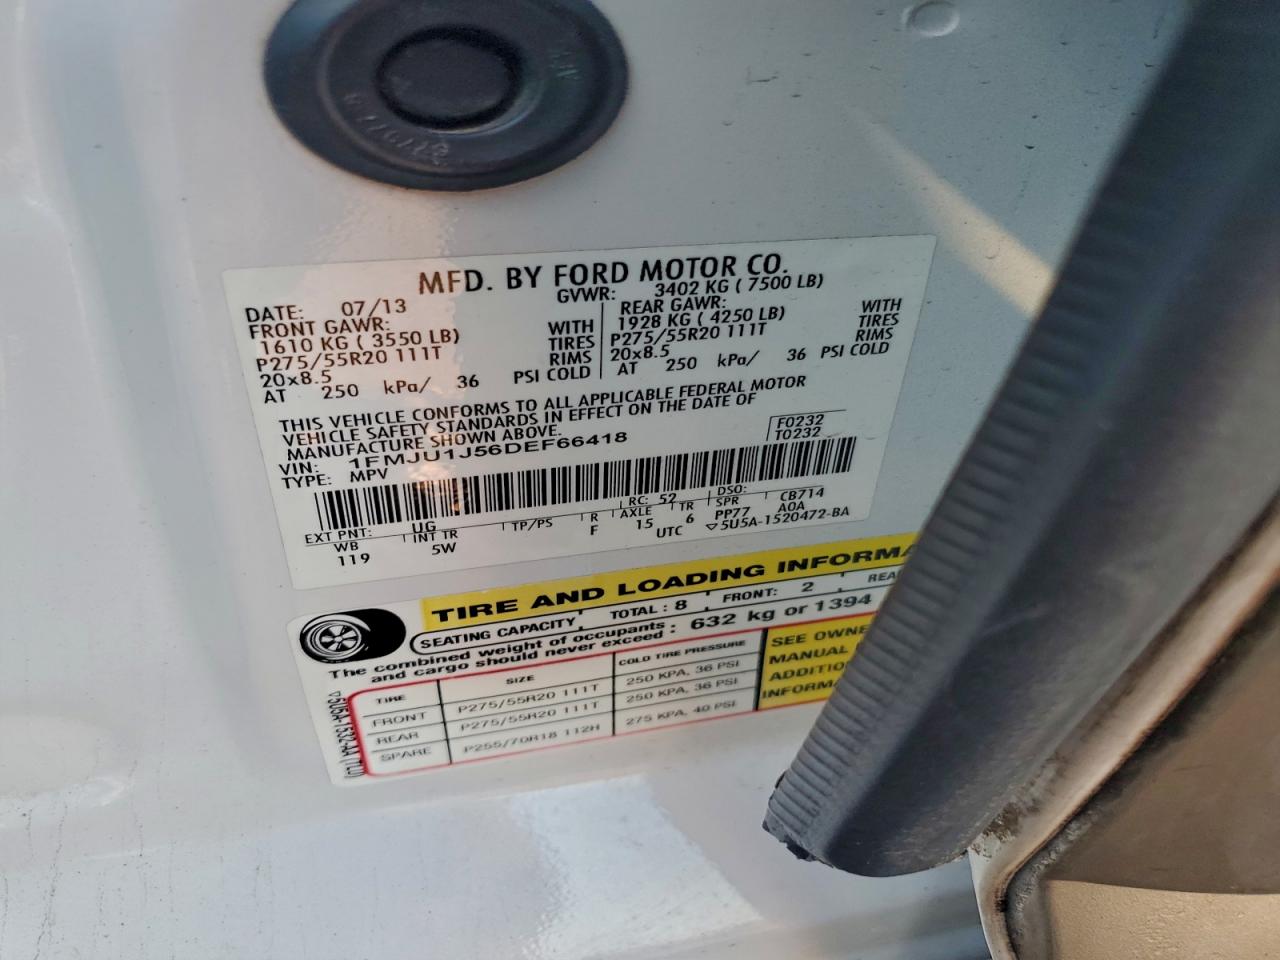 MFD. BY FORD MOTOR CO.
DATE: 07/13 GVWR: 3402 KG ( 7500 LB)
FRONT GAWR: REAR GAWR:
1610 KG ( 3550 LB) WITH 1928 KG ( 4250 LB) WITH
P275/55R20 111T TIRES P275/55R20 111T TIRES
20x8.5 RIMS 20x8.5 RIMS
AT 250 kPa/ 36 PSI COLD AT 250 kPa/ 36 PSI COLD
THIS VEHICLE CONFORMS TO ALL APPLICABLE FEDERAL MOTOR
VEHICLE SAFETY STANDARDS IN EFFECT ON THE DATE OF
MANUFACTURE SHOWN ABOVE.
F0232
T0232
VIN: 1FMJU1J56DEF66418
TYPE: MPV
EXT PNT: UG RC: 52 DSO: CB714
WB INT TR TP/PS R AXLE TR SPR A0A
119 5W F 15 6 PP77
UTC ▽5U5A-1520472-BA
TIRE AND LOADING INFORMA
SEATING CAPACITY TOTAL : 8 FRONT: 2 REA
The combined weight of occupants and cargo should never exceed : 632 kg or 1394
TIRE SIZE COLD TIRE PRESSURE
FRONT P275/55R20 111T 250 KPA, 36 PSI
REAR P275/55R20 111T 250 KPA, 36 PSI
SPARE P255/70R18 112H 275 KPA, 40 PSI
SEE OWNE
MANUAL
ADDITIO
INFORMA
▽5U5A-1532-AA (TLD)